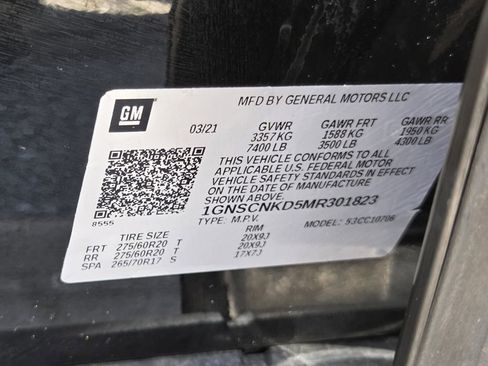 GM
MFD BY GENERAL MOTORS LLC
03/21 GVWR GAWR FRT GAWR RR
3357KG 1588 KG 1950 KG
7400 LB 3500 LB 4300 LB
THIS VEHICLE CONFORMS TO ALL
APPLICABLE U.S. FEDERAL MOTOR
VEHICLE SAFETY STANDARDS IN EFFECT
ON THE DATE OF MANUFACTURE SHOWN
ABOVE.
1GNSCNKD5MR301823
8555
TYPE: M.P.V. MODEL: 53CC10706
TIRE SIZE RIM
FRT 275/60R20 T 20X9J
RR 275/60R20 T 20X9J
SPA 265/70R17 S 17X7J